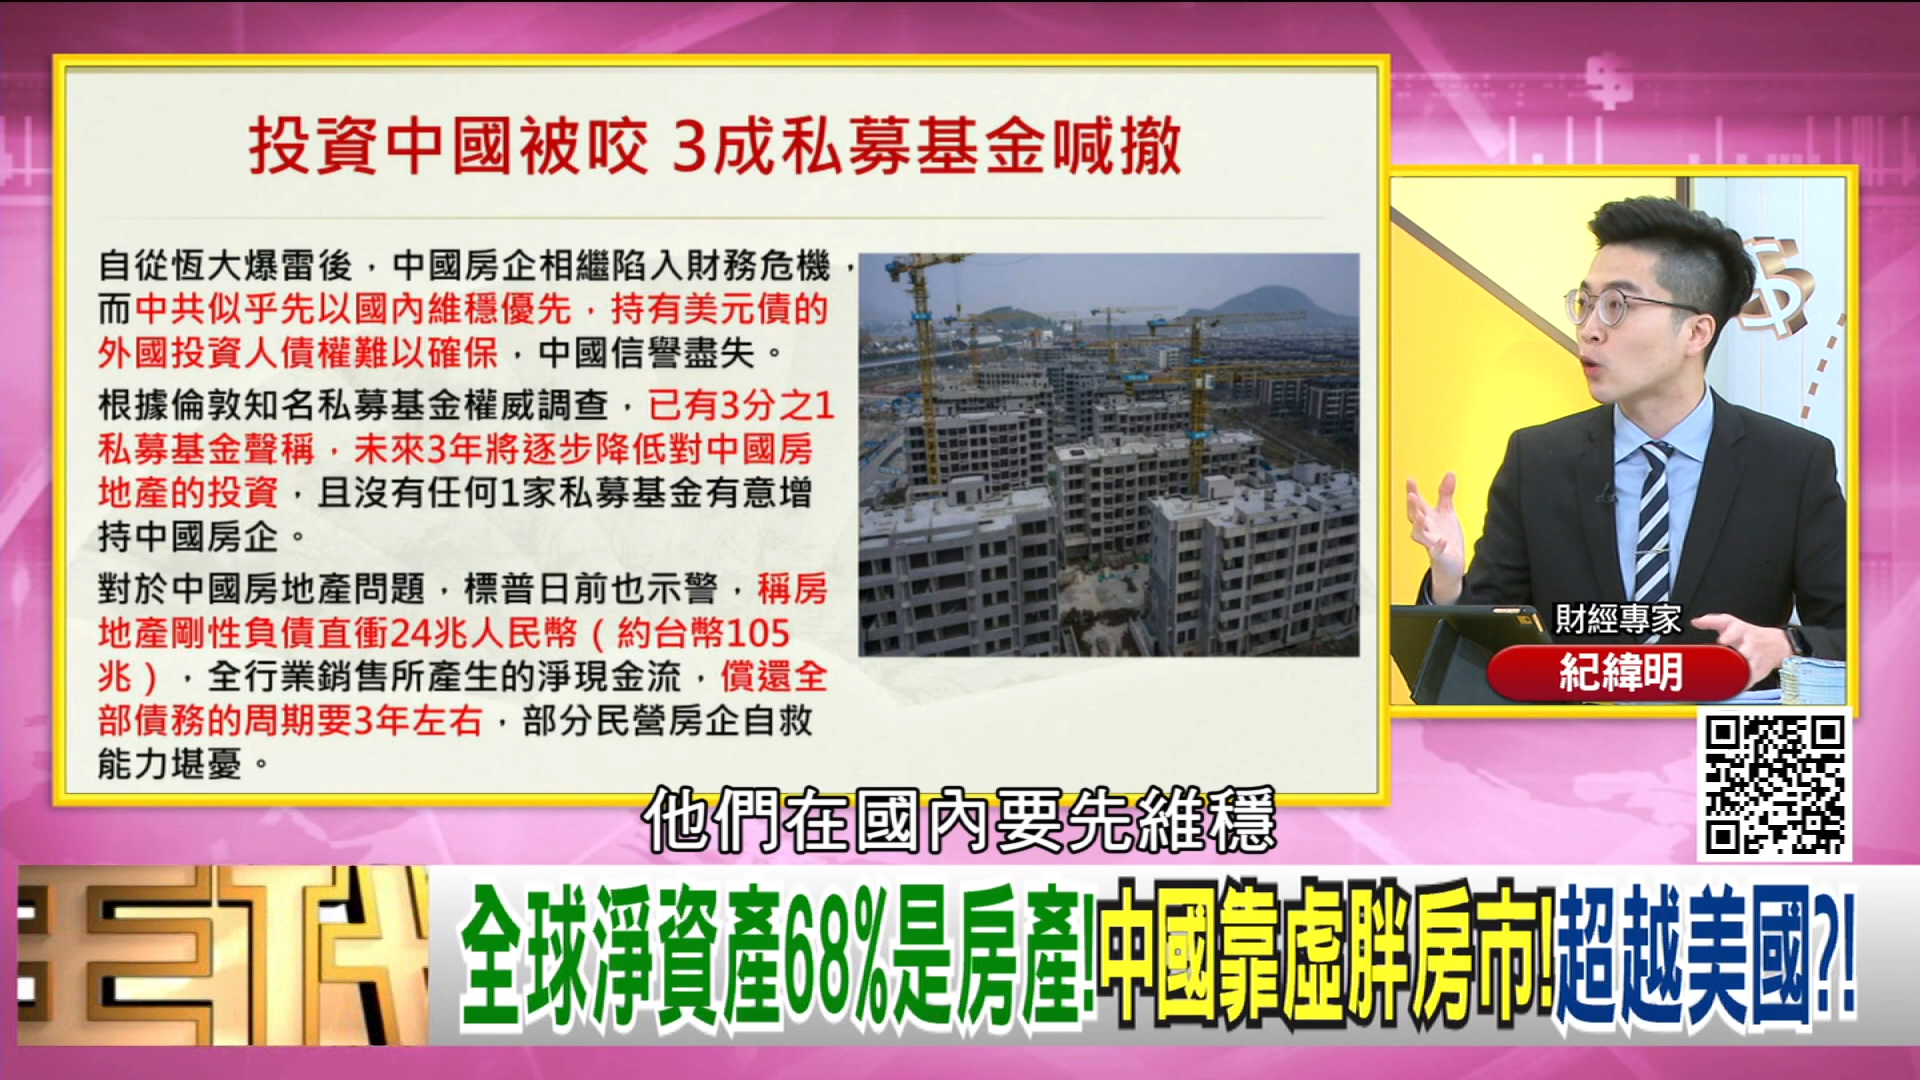 投資中國被咬 3成私募基金喊撤
自從恆大爆雷後，中國房企相繼陷入財務危機，
而中共似乎先以國內維穩優先，持有美元債的
外國投資人債權難以確保，中國信譽盡失。
根據倫敦知名私募基金權威調查，已有3分之1
私募基金聲稱，未來3年將逐步降低對中國房
地產的投資，且沒有任何1家私募基金有意增
持中國房企。
對於中國房地產問題，標普日前也示警，稱房
地產剛性負債直衝24兆人民幣（約台幣105
兆），全行業銷售所產生的淨現金流，償還全
部債務的周期要3年左右，部分民營房企自救
能力堪憂。
財經專家
紀緯明
他們在國內要先維穩
全球淨資產68%是房產!中國靠虛胖房市!超越美國?!